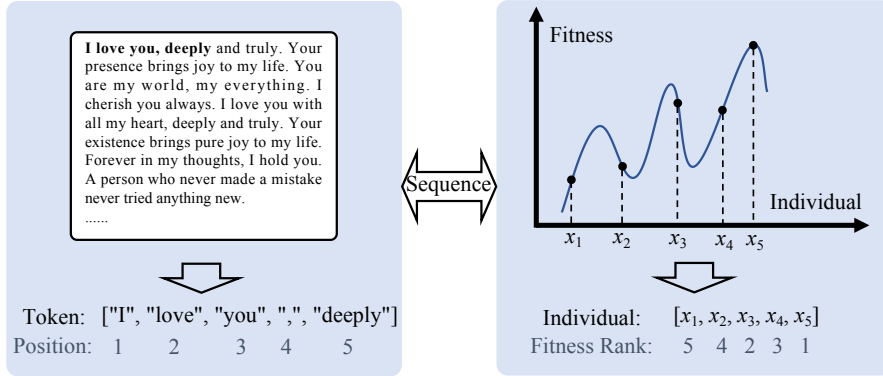 I love you, deeply and truly. Your
presence brings joy to my life. You
are my world, my everything. I
cherish you always. I love you with
all my heart, deeply and truly. Your
existence brings pure joy to my life.
Forever in my thoughts, I hold you.
A person who never made a mistake
never tried anything new.
......
Token: ["I", "love", "you", ",", "deeply"]
Position: 1 2 3 4 5
Sequence
Fitness
Individual
x₁ x₂ x₃ x₄ x₅
Individual: [x₁, x₂, x₃, x₄, x₅]
Fitness Rank: 5 4 2 3 1